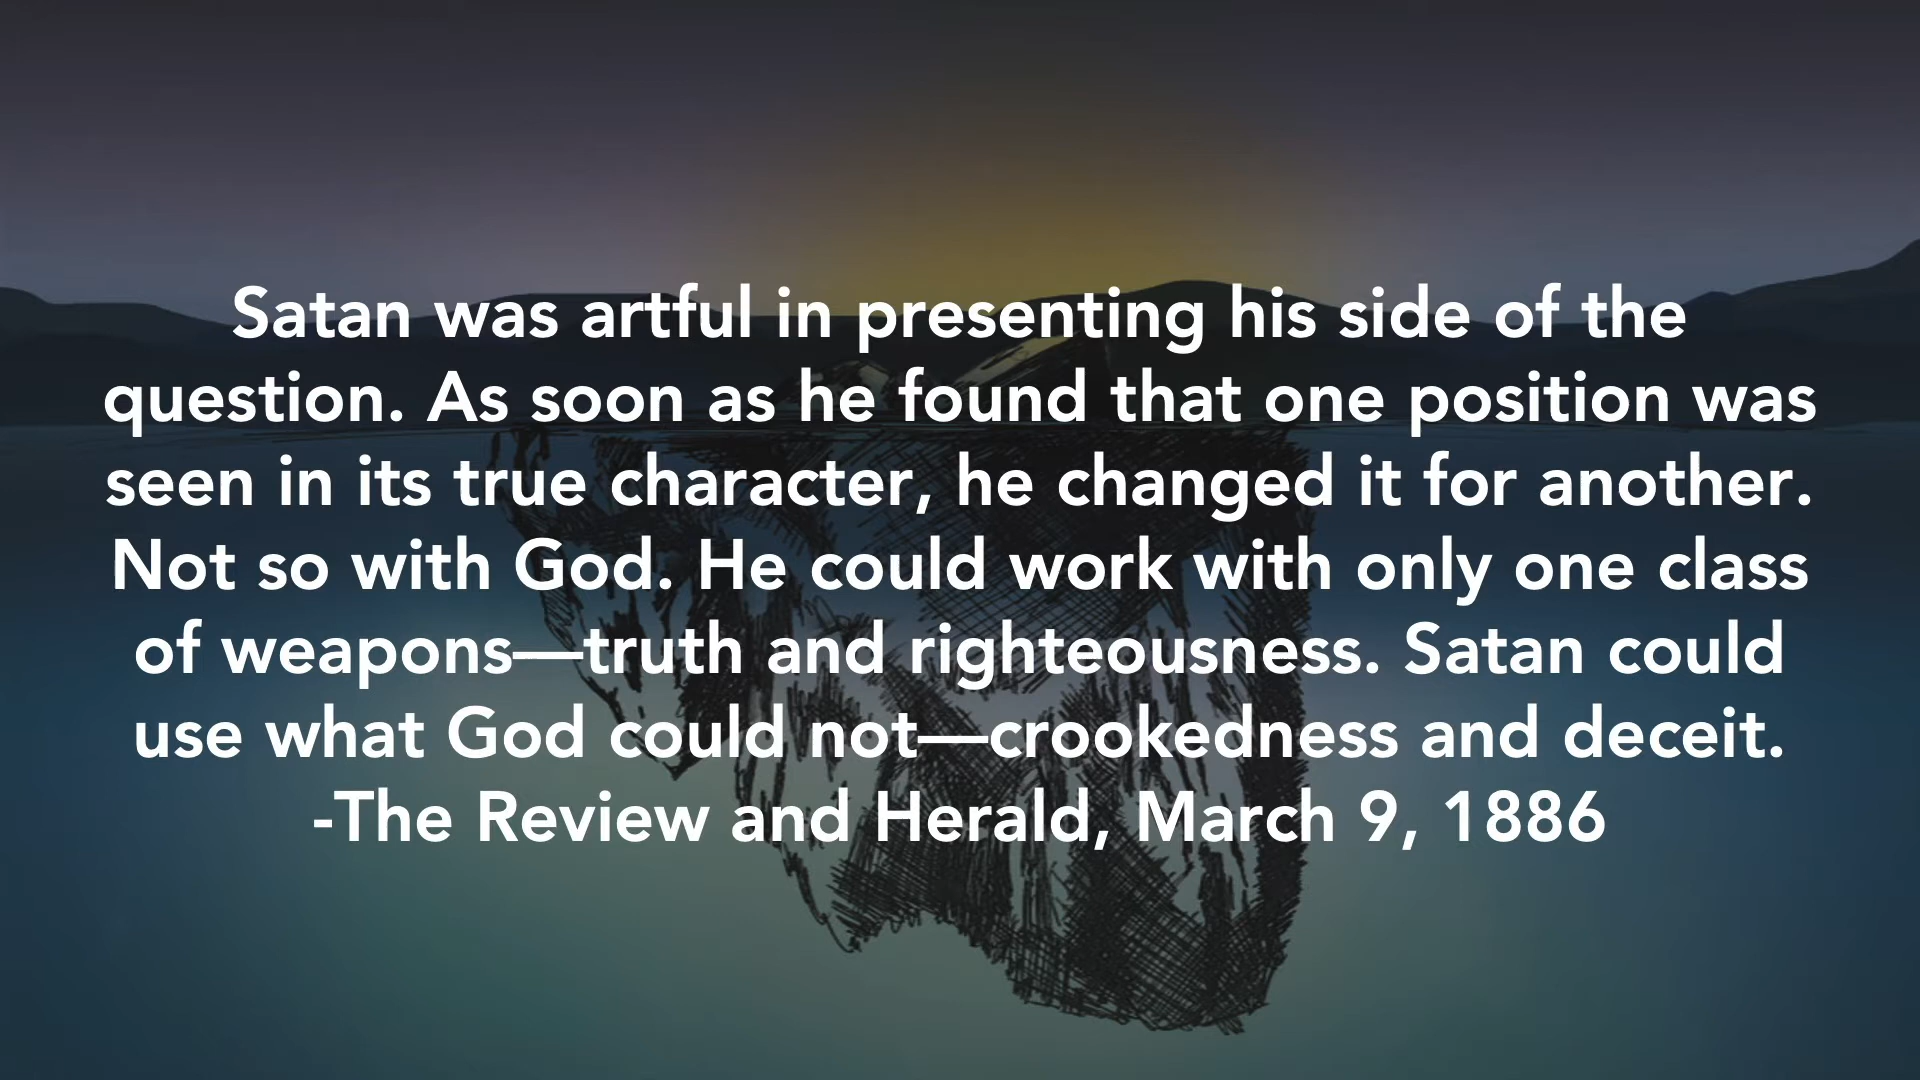 Satan was artful in presenting his side of the
question. As soon as he found that one position was
seen in its true character, he changed it for another.
Not so with God. He could work with only one class
of weapons—truth and righteousness. Satan could
use what God could not—crookedness and deceit.
-The Review and Herald, March 9, 1886